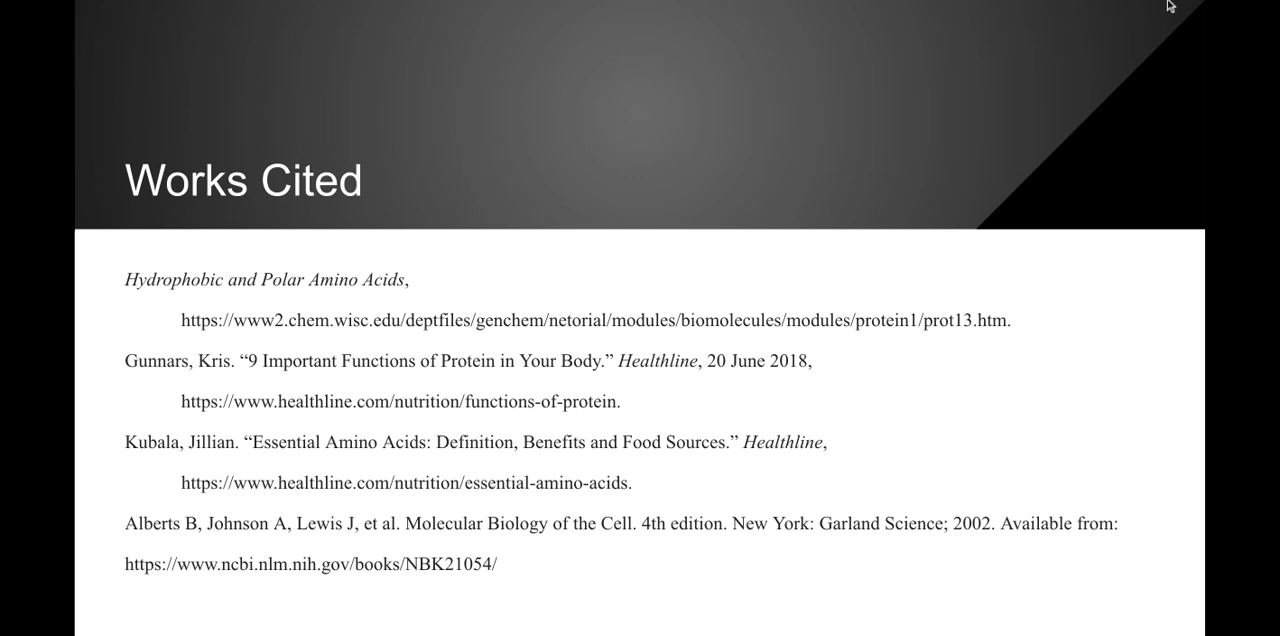 Works Cited
Hydrophobic and Polar Amino Acids,
https://www2.chem.wisc.edu/deptfiles/genchem/netorial/modules/biomolecules/modules/protein1/prot13.htm.
Gunnars, Kris. “9 Important Functions of Protein in Your Body.” Healthline, 20 June 2018,
https://www.healthline.com/nutrition/functions-of-protein.
Kubala, Jillian. “Essential Amino Acids: Definition, Benefits and Food Sources.” Healthline,
https://www.healthline.com/nutrition/essential-amino-acids.
Alberts B, Johnson A, Lewis J, et al. Molecular Biology of the Cell. 4th edition. New York: Garland Science; 2002. Available from:
https://www.ncbi.nlm.nih.gov/books/NBK21054/